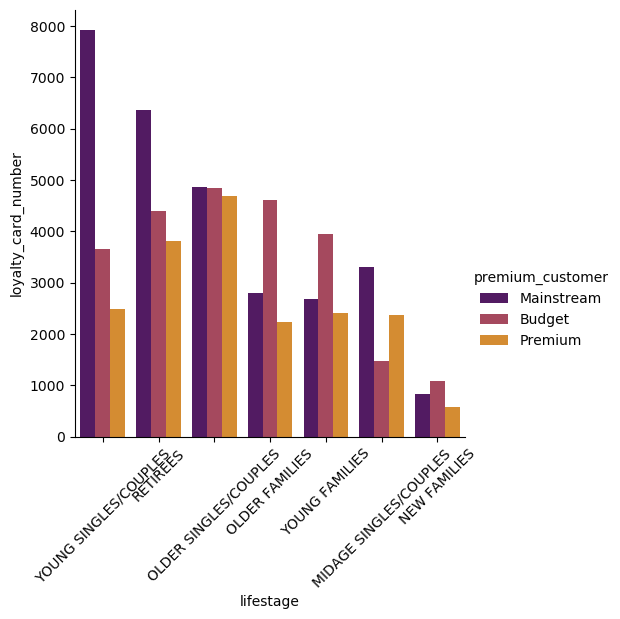 8000
7000
6000
5000
4000
3000
2000
1000
0
loyalty_card_number
premium_customer
Mainstream
Budget
Premium
YOUNG SINGLES/COUPLES
RETIREES
OLDER SINGLES/COUPLES
OLDER FAMILIES
YOUNG FAMILIES
MIDAGE SINGLES/COUPLES
NEW FAMILIES
lifestage